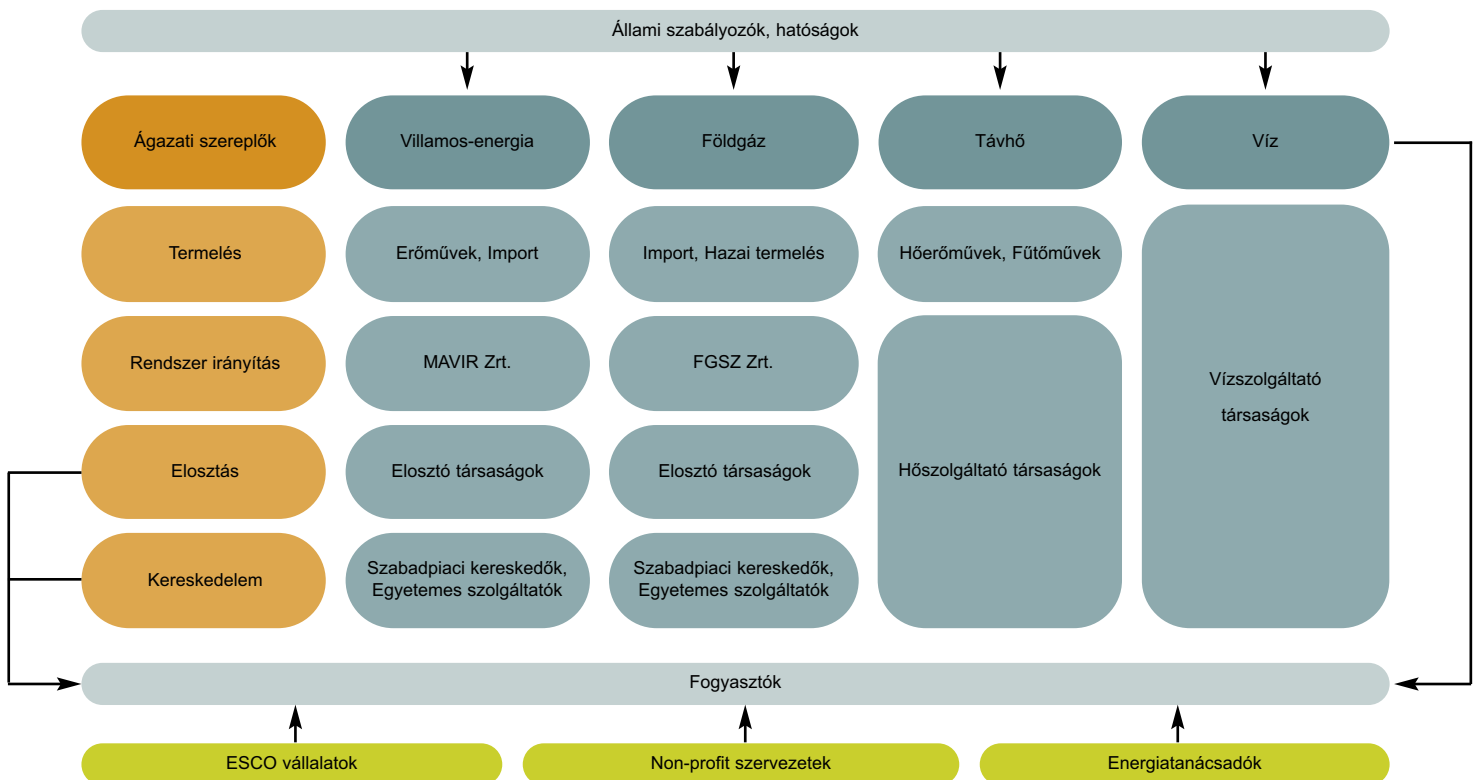 Állami szabályozók, hatóságok
Ágazati szereplők
Villamos-energia
Földgáz
Távhő
Víz
Termelés
Erőművek, Import
Import, Hazai termelés
Hőerőművek, Fűtőművek
Rendszer irányítás
MAVIR Zrt.
FGSZ Zrt.
Vízszolgáltató
társaságok
Elosztás
Elosztó társaságok
Elosztó társaságok
Hőszolgáltató társaságok
Kereskedelem
Szabadpiaci kereskedők,
Egyetemes szolgáltatók
Szabadpiaci kereskedők,
Egyetemes szolgáltatók
Fogyasztók
ESCO vállalatok
Non-profit szervezetek
Energiatanácsadók